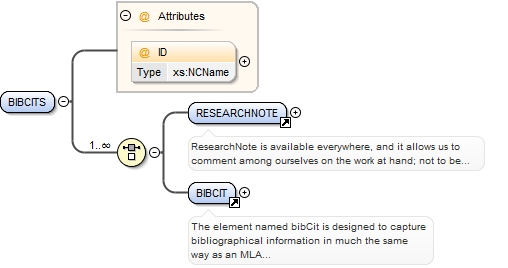 @ Attributes
@ ID
Type xs:NCName
BIBCITS
RESEARCHNOTE
1..∞
ResearchNote is available everywhere, and it allows us to
comment among ourselves on the work at hand; not to be...
BIBCIT
The element named bibCit is designed to capture
bibliographical information in much the same
way as an MLA...